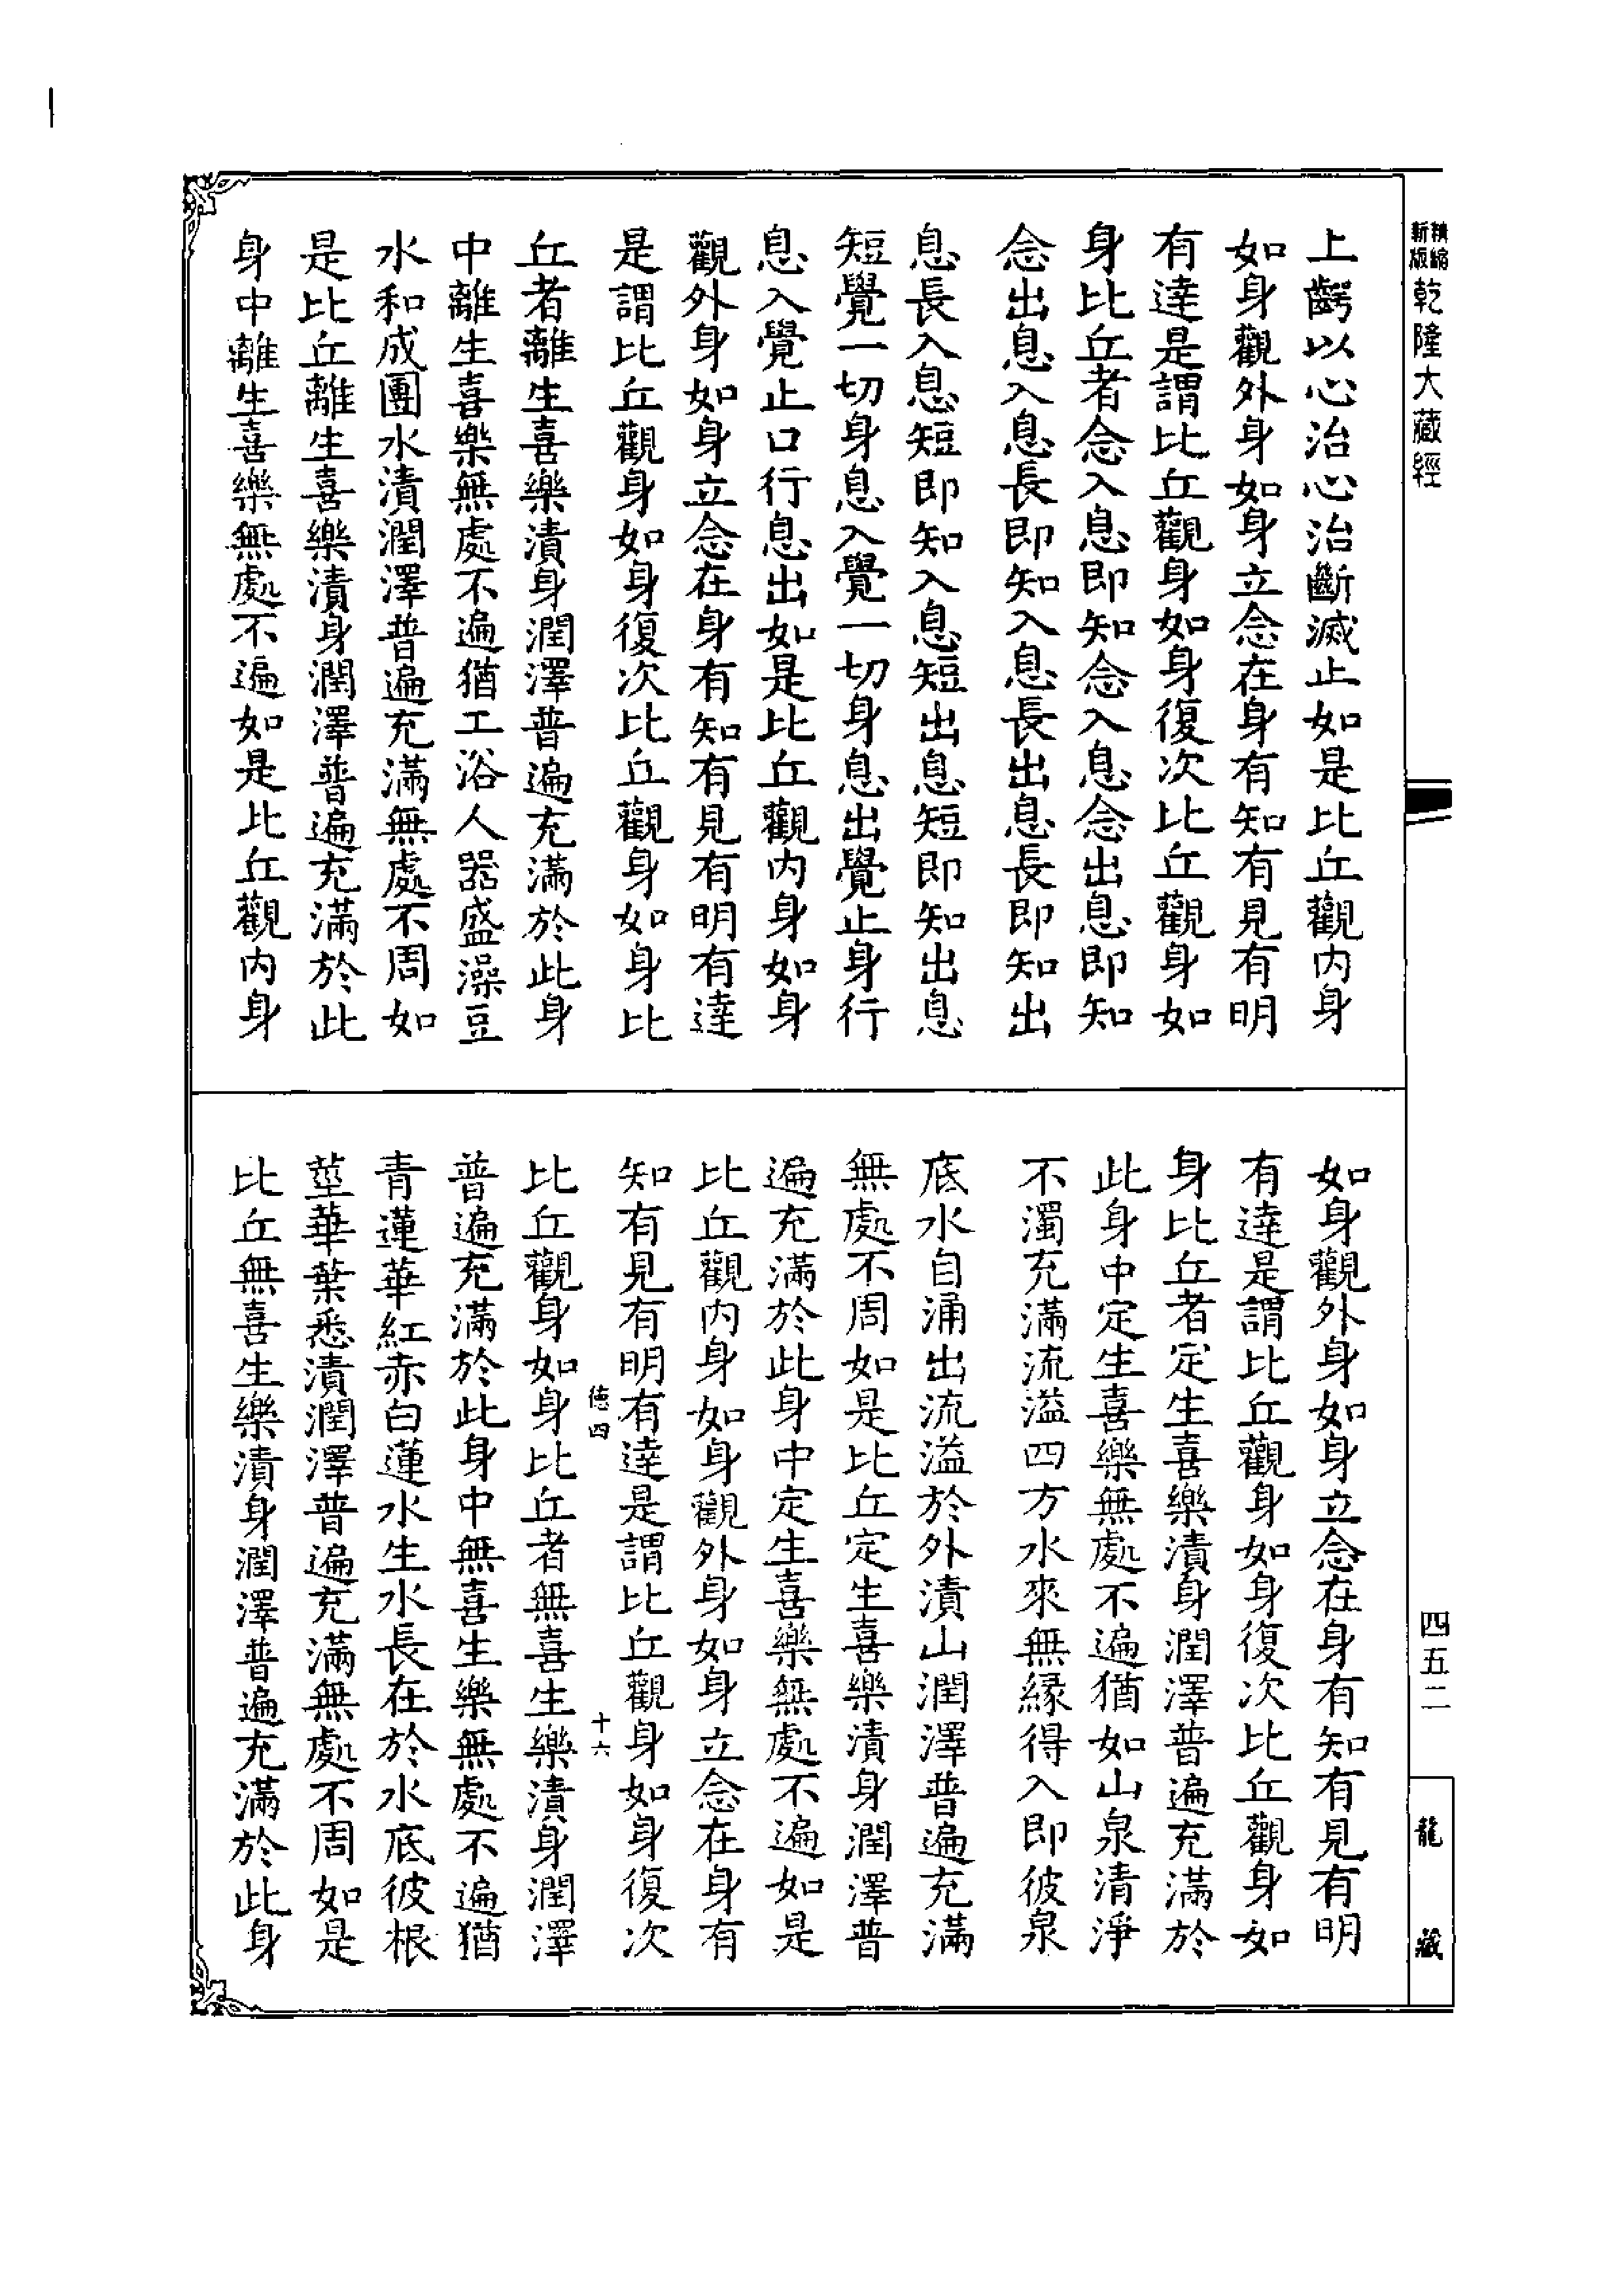 精縮
新版
乾隆大藏經
上齶以心治心治斷滅止如是比丘觀內身
如身觀外身如身立念在身有知有見有明
有達是謂比丘觀身如身復次比丘觀身如
身比丘者念入息即知念入息念出息即知
念出息入息長即知入息長出息長即知出
息長入息短即知入息短出息短即知出息
短覺一切身息入覺一切身息出覺止身行
息入覺止口行息出如是比丘觀內身如身
觀外身如身立念在身有知有見有明有達
是謂比丘觀身如身復次比丘觀身如身比
丘者離生喜樂漬身潤澤普遍充滿於此身
中離生喜樂無處不遍猶工浴人器盛澡豆
水和成團水漬潤澤普遍充滿無處不周如
是比丘離生喜樂漬身潤澤普遍充滿於此
身中離生喜樂無處不遍如是比丘觀內身
如身觀外身如身立念在身有知有見有明
有達是謂比丘觀身如身復次比丘觀身如
身比丘者定生喜樂漬身潤澤普遍充滿於
此身中定生喜樂無處不遍猶如山泉清淨
不濁充滿流溢四方水來無緣得入即彼泉
底水自涌出流溢於外漬山潤澤普遍充滿
無處不周如是比丘定生喜樂漬身潤澤普
遍充滿於此身中定生喜樂無處不遍如是
比丘觀內身如身觀外身如身立念在身有
知有見有明有達是謂比丘觀身如身復次
德四
十六
比丘觀身如身比丘者無喜生樂漬身潤澤
普遍充滿於此身中無喜生樂無處不遍猶
青蓮華紅赤白蓮水生水長在於水底彼根
莖華葉悉漬潤澤普遍充滿無處不周如是
比丘無喜生樂漬身潤澤普遍充滿於此身
四五二
龍藏